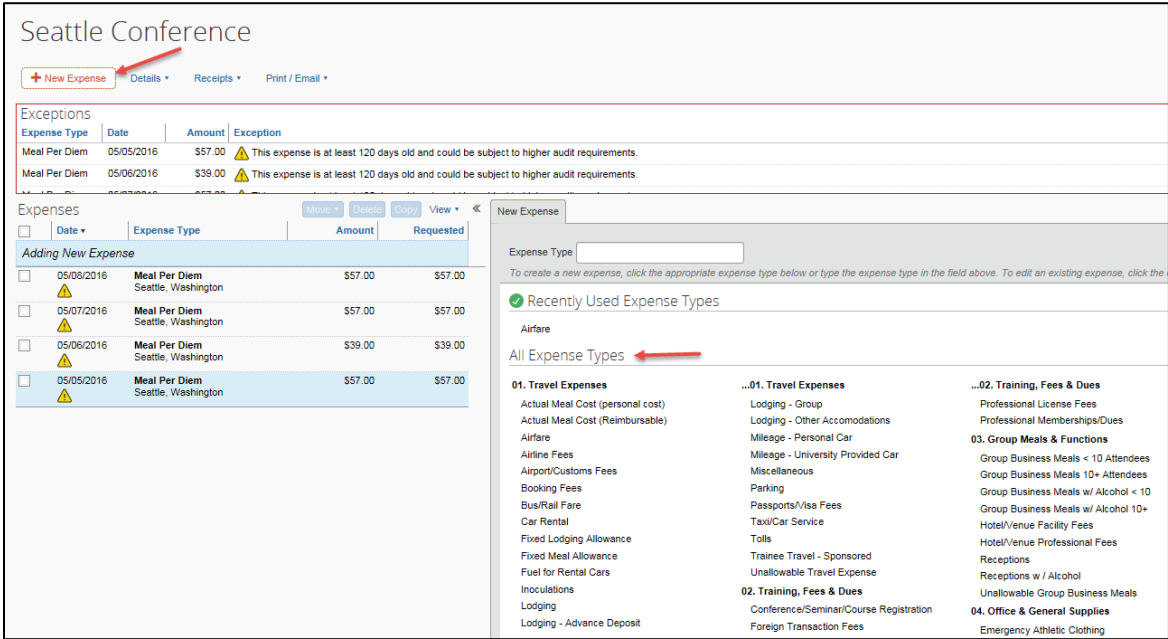 Seattle Conference
+ New Expense Details Receipts Print / Email
Exceptions
Expense Type Date Amount Exception
Meal Per Diem 05/05/2016 $57.00 This expense is at least 120 days old and could be subject to higher audit requirements.
Meal Per Diem 05/06/2016 $39.00 This expense is at least 120 days old and could be subject to higher audit requirements.
Expenses Move Delete Copy View «
Date Expense Type Amount Requested
Adding New Expense
05/08/2016 Meal Per Diem $57.00 $57.00
Seattle, Washington
05/07/2016 Meal Per Diem $57.00 $57.00
Seattle, Washington
05/06/2016 Meal Per Diem $39.00 $39.00
Seattle, Washington
05/05/2016 Meal Per Diem $57.00 $57.00
Seattle, Washington
New Expense
Expense Type
To create a new expense, click the appropriate expense type below or type the expense type in the field above. To edit an existing expense, click the
Recently Used Expense Types
Airfare
All Expense Types
01. Travel Expenses
Actual Meal Cost (personal cost)
Actual Meal Cost (Reimbursable)
Airfare
Airline Fees
Airport/Customs Fees
Booking Fees
Bus/Rail Fare
Car Rental
Fixed Lodging Allowance
Fixed Meal Allowance
Fuel for Rental Cars
Inoculations
Lodging
Lodging - Advance Deposit
...01. Travel Expenses
Lodging - Group
Lodging - Other Accomodations
Mileage - Personal Car
Mileage - University Provided Car
Miscellaneous
Parking
Passports/Visa Fees
Taxi/Car Service
Tolls
Trainee Travel - Sponsored
Unallowable Travel Expense
02. Training, Fees & Dues
Conference/Seminar/Course Registration
Foreign Transaction Fees
...02. Training, Fees & Dues
Professional License Fees
Professional Memberships/Dues
03. Group Meals & Functions
Group Business Meals < 10 Attendees
Group Business Meals 10+ Attendees
Group Business Meals w/ Alcohol < 10
Group Business Meals w/ Alcohol 10+
Hotel/Venue Facility Fees
Hotel/Venue Professional Fees
Receptions
Receptions w / Alcohol
Unallowable Group Business Meals
04. Office & General Supplies
Emergency Athletic Clothing